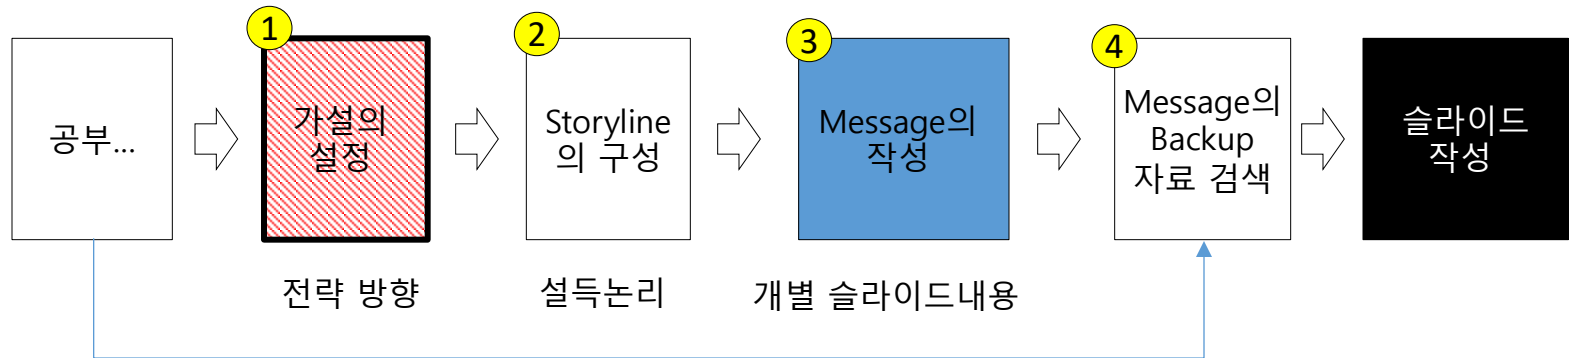 1
2
3
4
공부...
가설의
설정
Storyline
의 구성
Message의
작성
Message의
Backup
자료 검색
슬라이드
작성
전략 방향
설득논리
개별 슬라이드내용